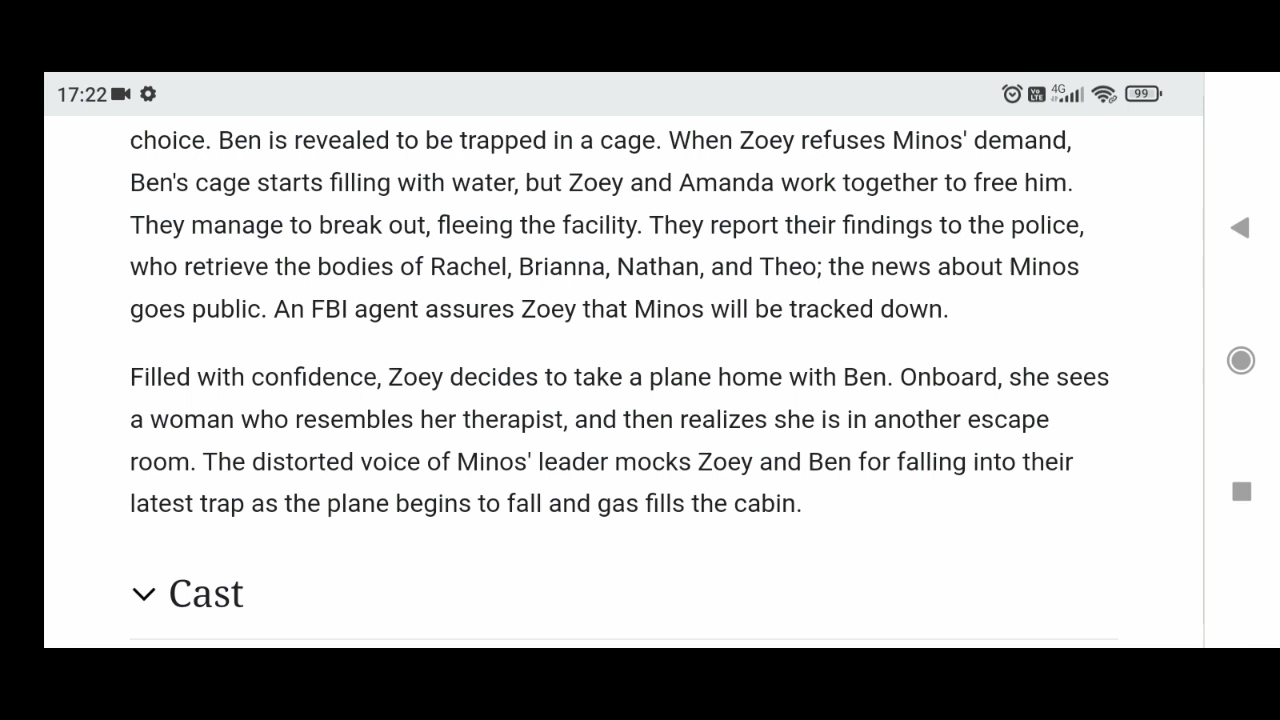 17:22
VO LTE 4G 99
choice. Ben is revealed to be trapped in a cage. When Zoey refuses Minos' demand,
Ben's cage starts filling with water, but Zoey and Amanda work together to free him.
They manage to break out, fleeing the facility. They report their findings to the police,
who retrieve the bodies of Rachel, Brianna, Nathan, and Theo; the news about Minos
goes public. An FBI agent assures Zoey that Minos will be tracked down.
Filled with confidence, Zoey decides to take a plane home with Ben. Onboard, she sees
a woman who resembles her therapist, and then realizes she is in another escape
room. The distorted voice of Minos' leader mocks Zoey and Ben for falling into their
latest trap as the plane begins to fall and gas fills the cabin.
Cast